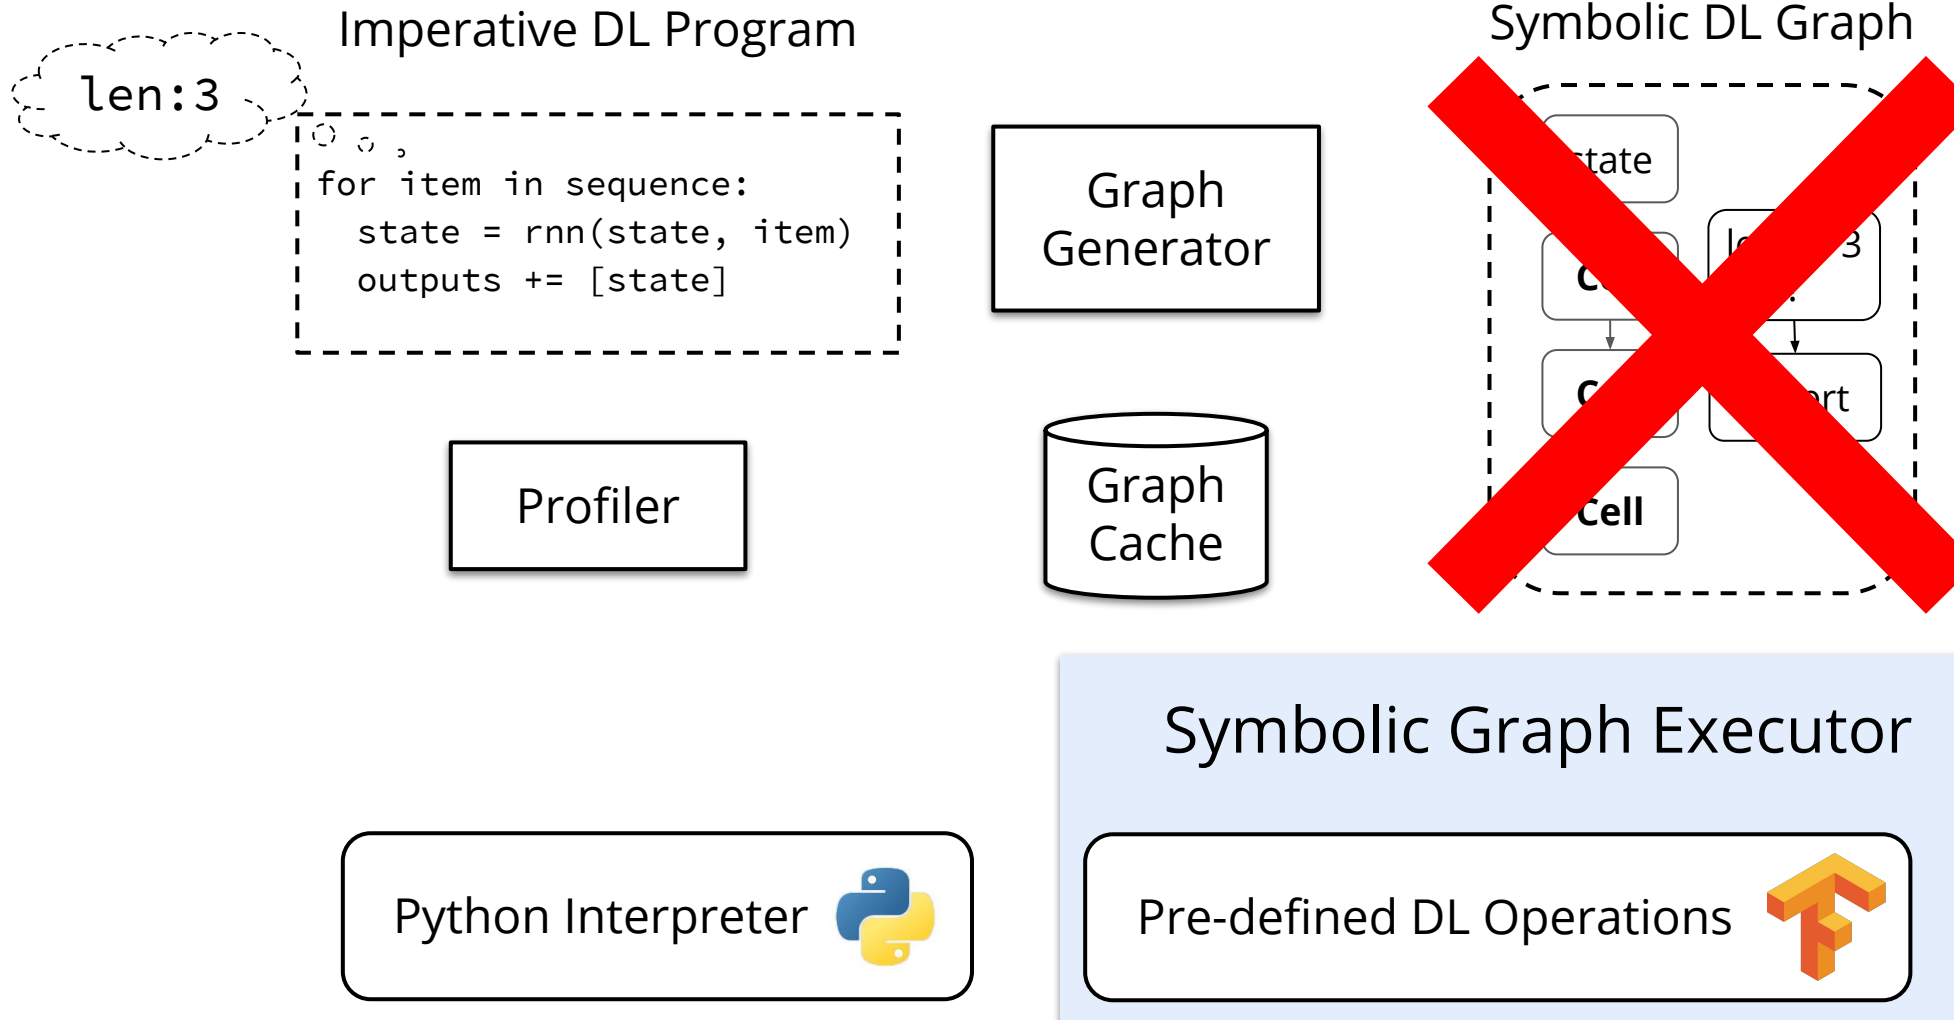 Imperative DL Program
Symbolic DL Graph
len:3
for item in sequence:
state = rnn(state, item)
outputs += [state]
Graph
Generator
3
Profiler
Graph
Cache
Cell
Symbolic Graph Executor
Python Interpreter
Pre-defined DL Operations